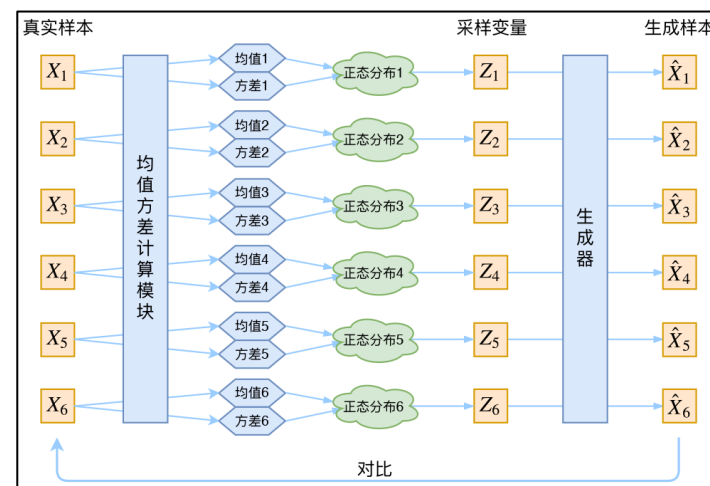 真实样本 采样变量 生成样本
X₁ 均值1 方差1 正态分布1 Z₁ X̂₁
X₂ 均值2 方差2 正态分布2 Z₂ X̂₂
X₃ 均值3 方差3 正态分布3 Z₃ X̂₃
X₄ 均值4 方差4 正态分布4 Z₄ X̂₄
X₅ 均值5 方差5 正态分布5 Z₅ X̂₅
X₆ 均值6 方差6 正态分布6 Z₆ X̂₆
均值方差计算模块
生成器
对比